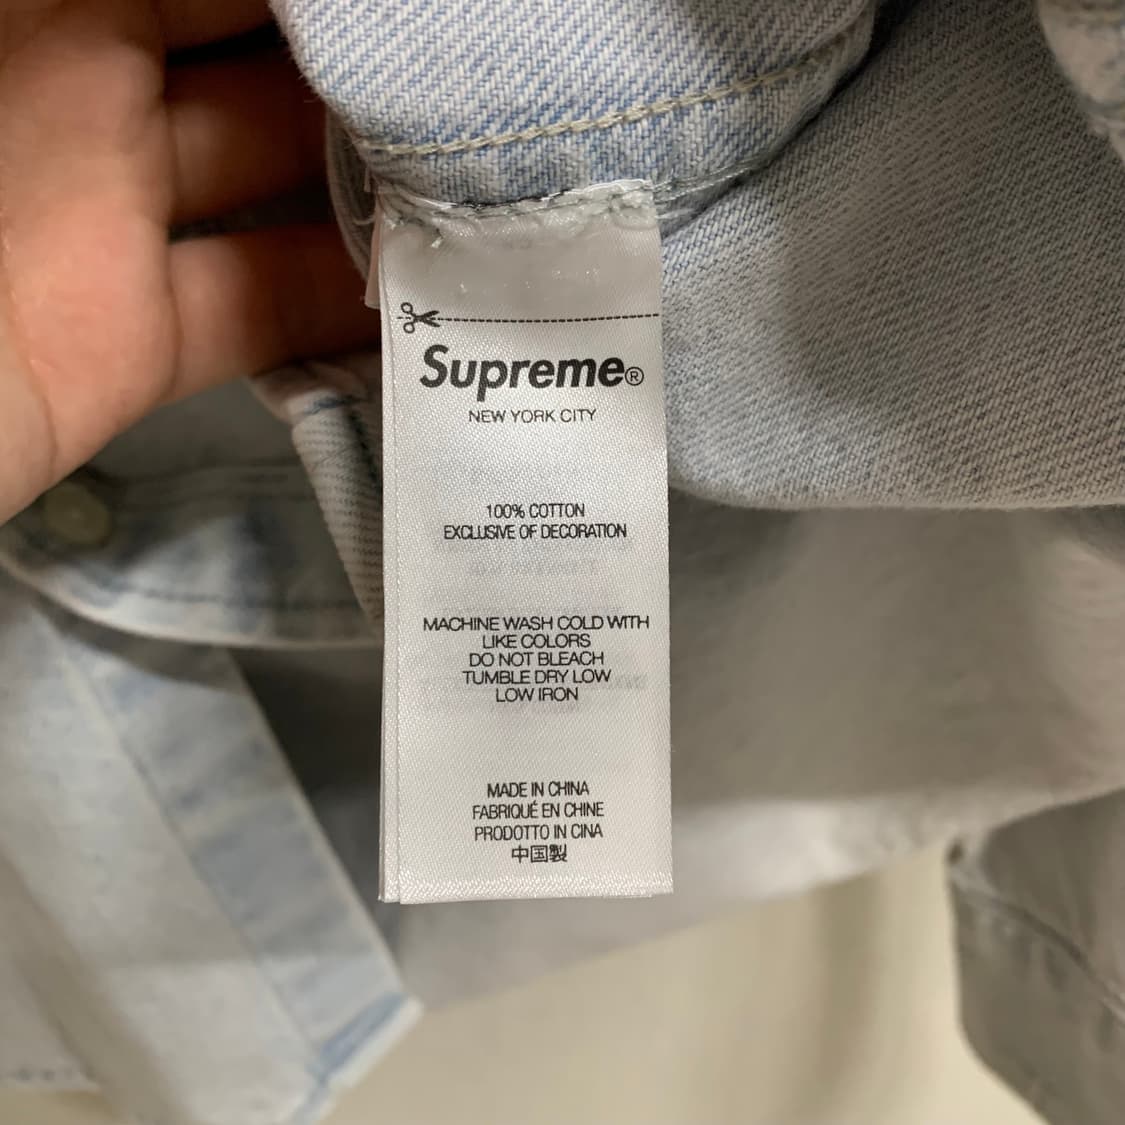 Supreme®
NEW YORK CITY
100% COTTON
EXCLUSIVE OF DECORATION
MACHINE WASH COLD WITH
LIKE COLORS
DO NOT BLEACH
TUMBLE DRY LOW
LOW IRON
MADE IN CHINA
FABRIQUÉ EN CHINE
PRODOTTO IN CINA
中国製